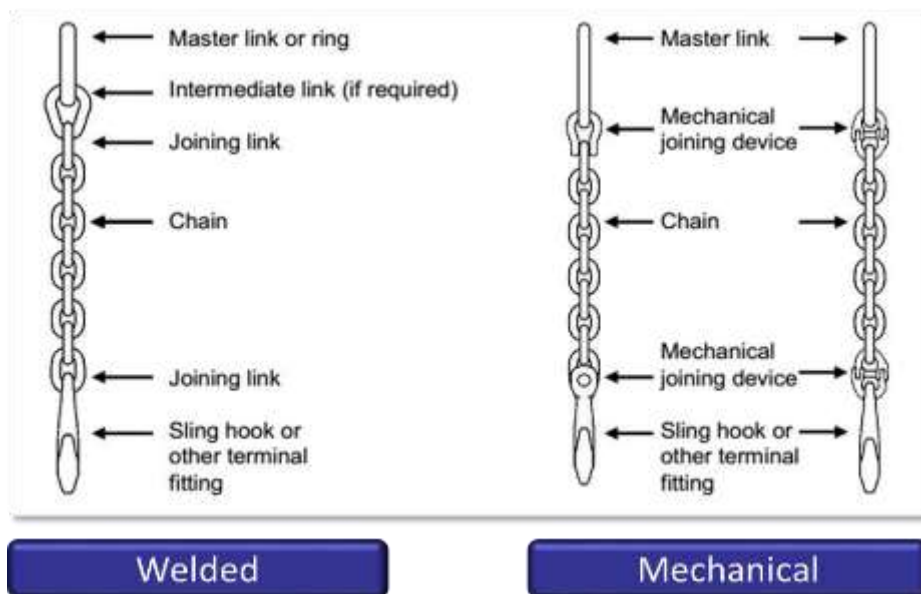 Master link or ring
Intermediate link (if required)
Joining link
Chain
Joining link
Sling hook or
other terminal
fitting
Master link
Mechanical
joining device
Chain
Mechanical
joining device
Sling hook or
other terminal
fitting
Welded
Mechanical